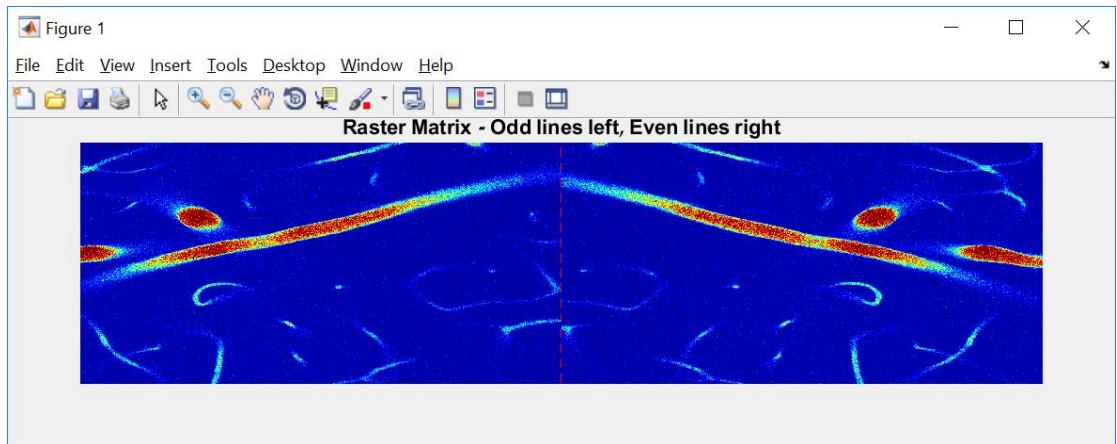 Figure 1
File Edit View Insert Tools Desktop Window Help
Raster Matrix - Odd lines left, Even lines right